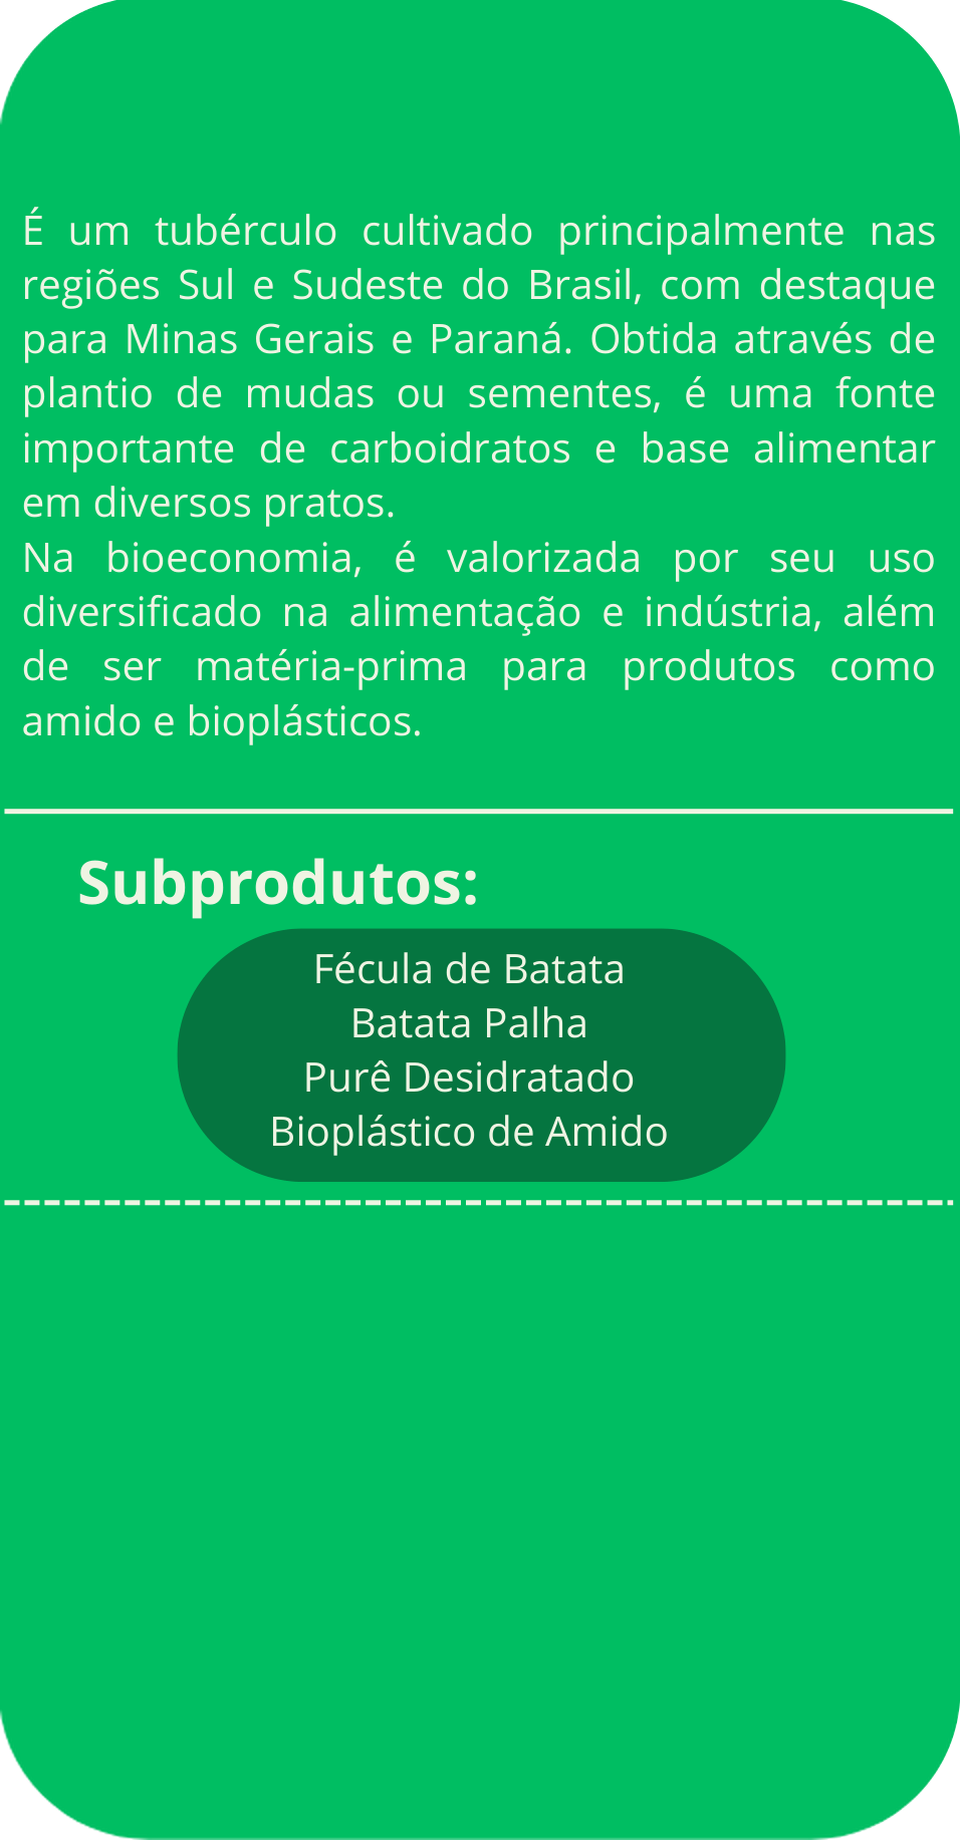 É um tubérculo cultivado principalmente nas
regiões Sul e Sudeste do Brasil, com destaque
para Minas Gerais e Paraná. Obtida através de
plantio de mudas ou sementes, é uma fonte
importante de carboidratos e base alimentar
em diversos pratos.
Na bioeconomia, é valorizada por seu uso
diversificado na alimentação e indústria, além
de ser matéria-prima para produtos como
amido e bioplásticos.
Subprodutos:
Fécula de Batata
Batata Palha
Purê Desidratado
Bioplástico de Amido